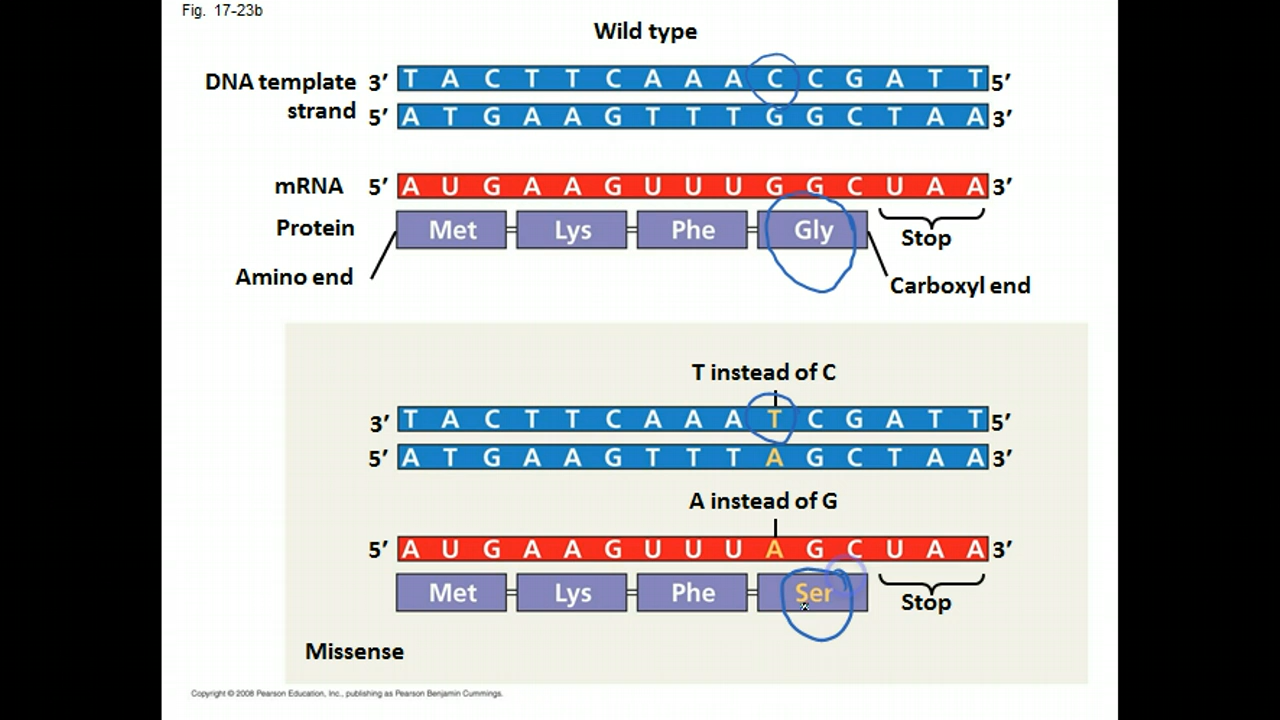 Fig. 17-23b
Wild type
DNA template strand
3′ T A C T T C A A A C C G A T T 5′
5′ A T G A A G T T T G G C T A A 3′
mRNA 5′ A U G A A G U U U G G C U A A 3′
Protein Met Lys Phe Gly Stop
Amino end Carboxyl end
T instead of C
3′ T A C T T C A A A T C G A T T 5′
5′ A T G A A G T T T A G C T A A 3′
A instead of G
5′ A U G A A G U U U A G C U A A 3′
Met Lys Phe Ser Stop
Missense
Copyright © 2008 Pearson Education, Inc., publishing as Pearson Benjamin Cummings.